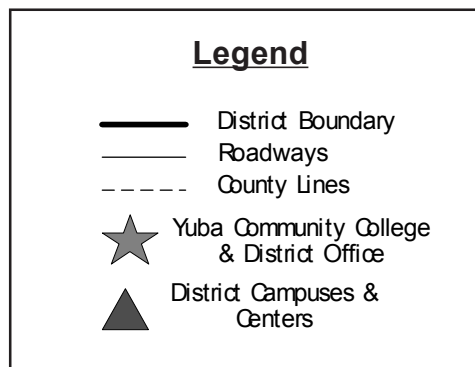 Legend
District Boundary
Roadways
County Lines
Yuba Community College
& District Office
District Campuses &
Centers